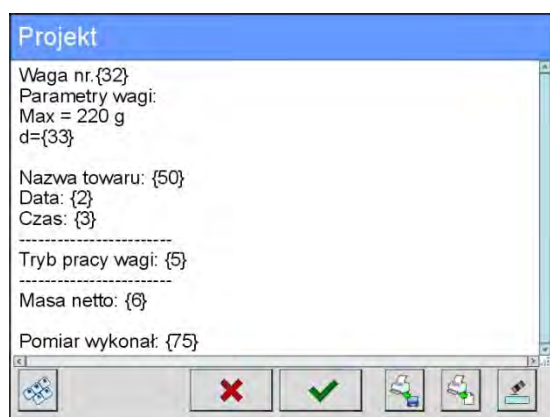 Projekt
Waga nr.{32}
Parametry wagi:
Max = 220 g
d={33}
Nazwa towaru: {50}
Data: {2}
Czas: {3}
------------------------
Tryb pracy wagi: {5}
------------------------
Masa netto: {6}
Pomiar wykonał: {75}